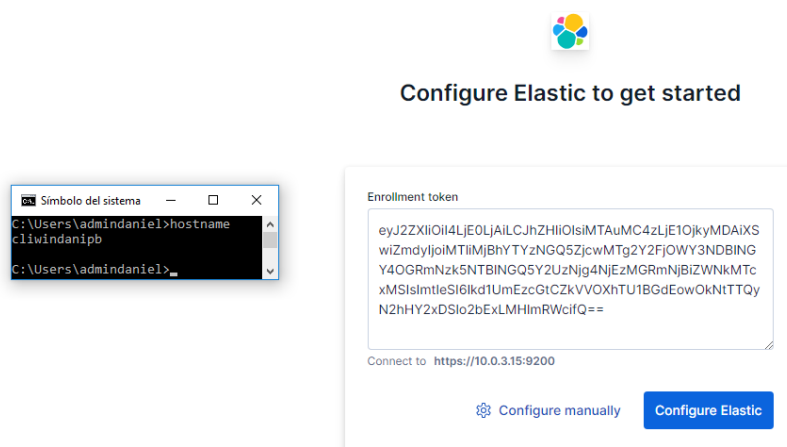 Configure Elastic to get started
Símbolo del sistema
C:\Users\admindaniel>hostname
cliwindanipb
C:\Users\admindaniel>_
Enrollment token
eyJ2ZXIiOiI4LjE0LjAiLCJhZHIiOlsiMTAuMC4zLjE1OjkyMDAiXS
wiZmdyIjoiMTliMjBhYTYzNGQ5ZjcwMTg2Y2FjOWY3NDBlNG
Y4OGRmNzk5NTBlNGQ5Y2UzNjg4NjEzMGRmNjBiZWNkMTc
xMSIsImtleSI6Ikd1UmEzcGtCZkVVOXhTU1BGdEowOkNtTTQy
N2hHY2xDSlo2bExLMHlmRWcifQ==
Connect to https://10.0.3.15:9200
Configure manually
Configure Elastic